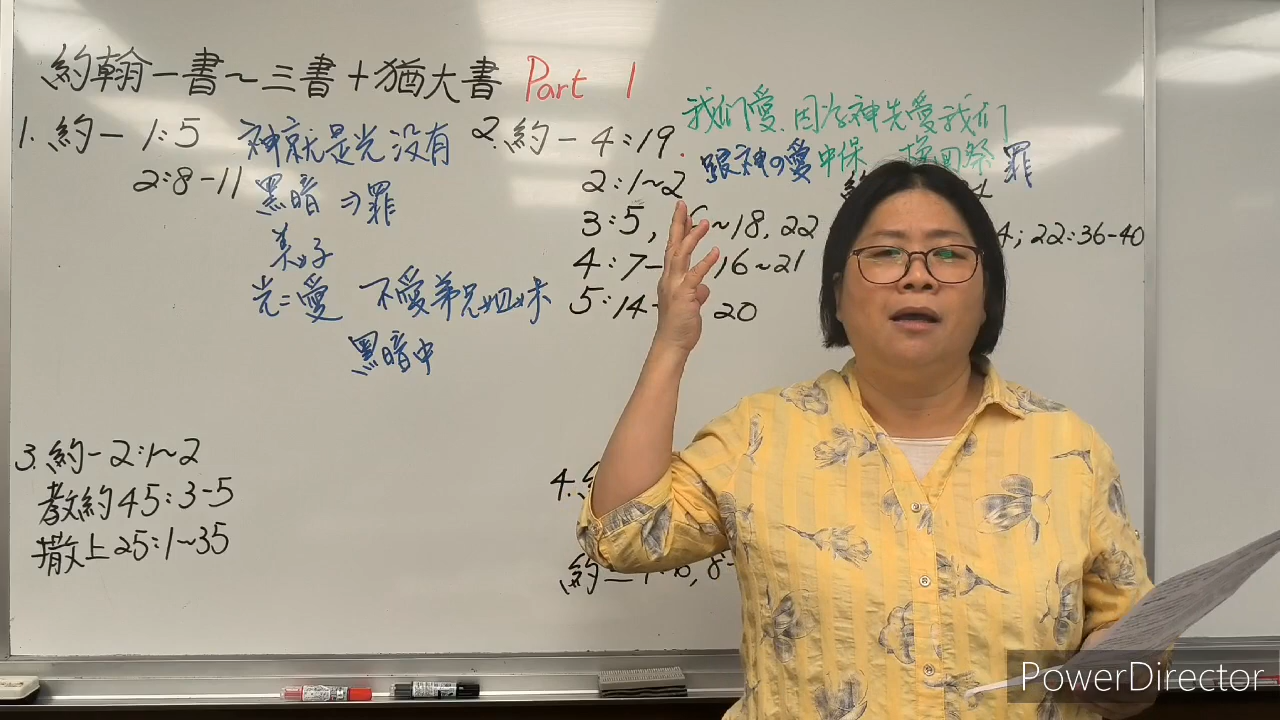 約翰一書~三書+猶大書 Part 1
1. 約一 1:5 神就是光没有
2:8-11 黑暗 ⇒罪
光=愛 不愛弟兄姐妹
黑暗中
2. 約一 4:19. 我们愛.因为神先愛我们
2:1~2 跟神の愛 中保 挽回祭 罪
3:5, ~18, 22 4; 22:36-40
4:7- 16~21
5:14 20
3. 約一 2:1~2
教約 45:3-5
撒上 25:1~35
4. 約
約二
PowerDirector